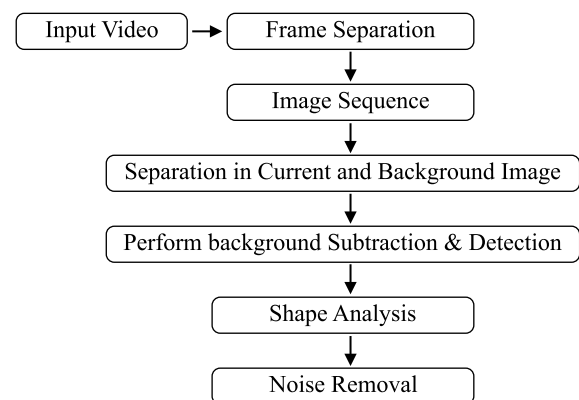 Input Video
Frame Separation
Image Sequence
Separation in Current and Background Image
Perform background Subtraction & Detection
Shape Analysis
Noise Removal